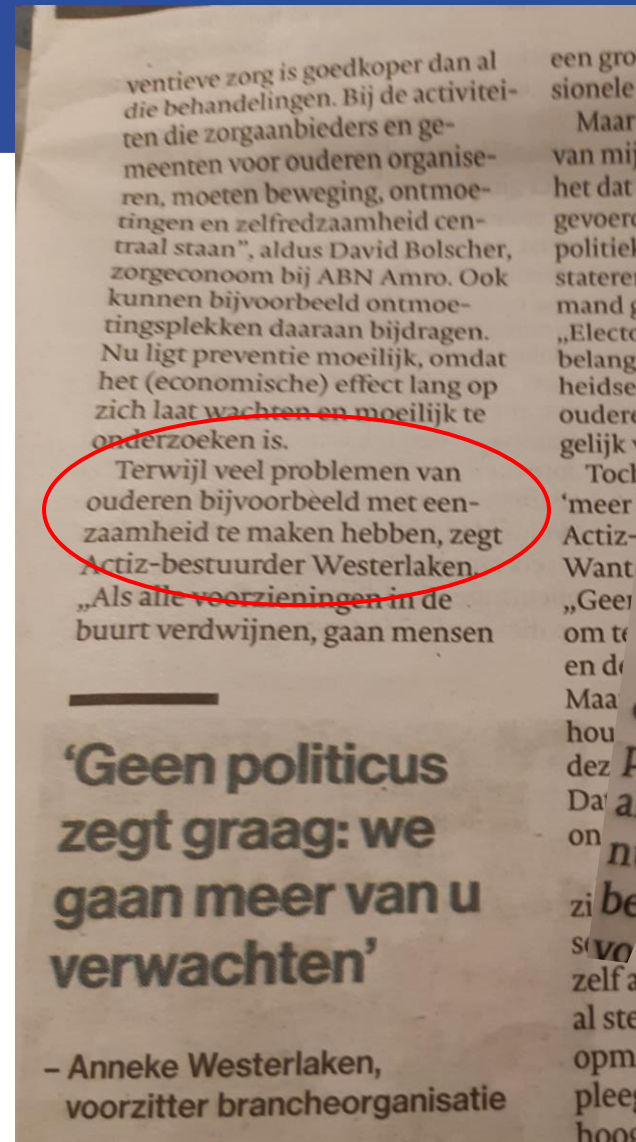 ventieve zorg is goedkoper dan al
die behandelingen. Bij de activitei-
ten die zorgaanbieders en ge-
meenten voor ouderen organise-
ren, moeten beweging, ontmoe-
tingen en zelfredzaamheid cen-
traal staan”, aldus David Bolscher,
zorgeconoom bij ABN Amro. Ook
kunnen bijvoorbeeld ontmoe-
tingsplekken daaraan bijdragen.
Nu ligt preventie moeilijk, omdat
het (economische) effect lang op
zich laat wachten en moeilijk te
onderzoeken is.
Terwijl veel problemen van
ouderen bijvoorbeeld met een-
zaamheid te maken hebben, zegt
Actiz-bestuurder Westerlaken.
„Als alle voorzieningen in de
buurt verdwijnen, gaan mensen
‘Geen politicus
zegt graag: we
gaan meer van u
verwachten’
– Anneke Westerlaken,
voorzitter brancheorganisatie
een gro
sionele
Maar
van mij
het dat
gevoerd
politiek
stateren
mand g
„Electo
belang
heidse
ouder
gelijk
Toch
‘meer
Actiz-
Want
„Geen
om te
en de
Maa
hou
dez
Da
on
zi
zelf a
al ste
opm
pleeg
hoog